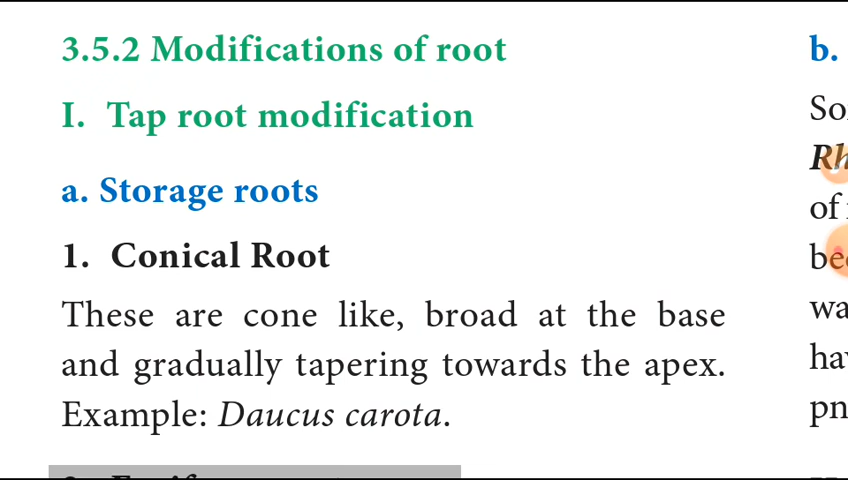 3.5.2 Modifications of root
I. Tap root modification
a. Storage roots
1. Conical Root
These are cone like, broad at the base
and gradually tapering towards the apex.
Example: Daucus carota.
b.
of